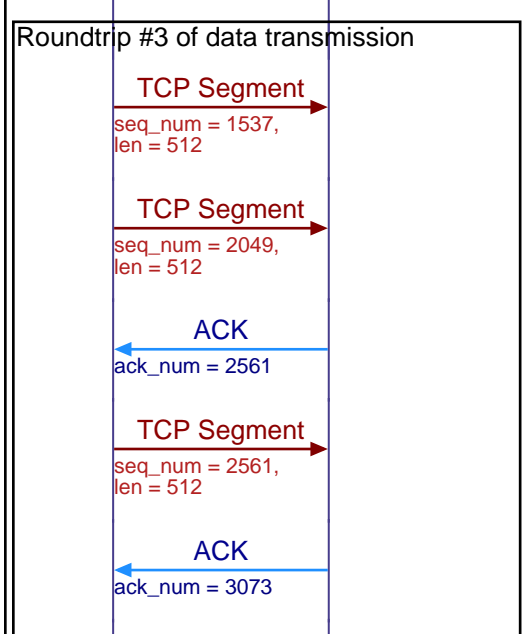 Roundtrip #3 of data transmission
TCP Segment
seq_num = 1537,
len = 512
TCP Segment
seq_num = 2049,
len = 512
ACK
ack_num = 2561
TCP Segment
seq_num = 2561,
len = 512
ACK
ack_num = 3073